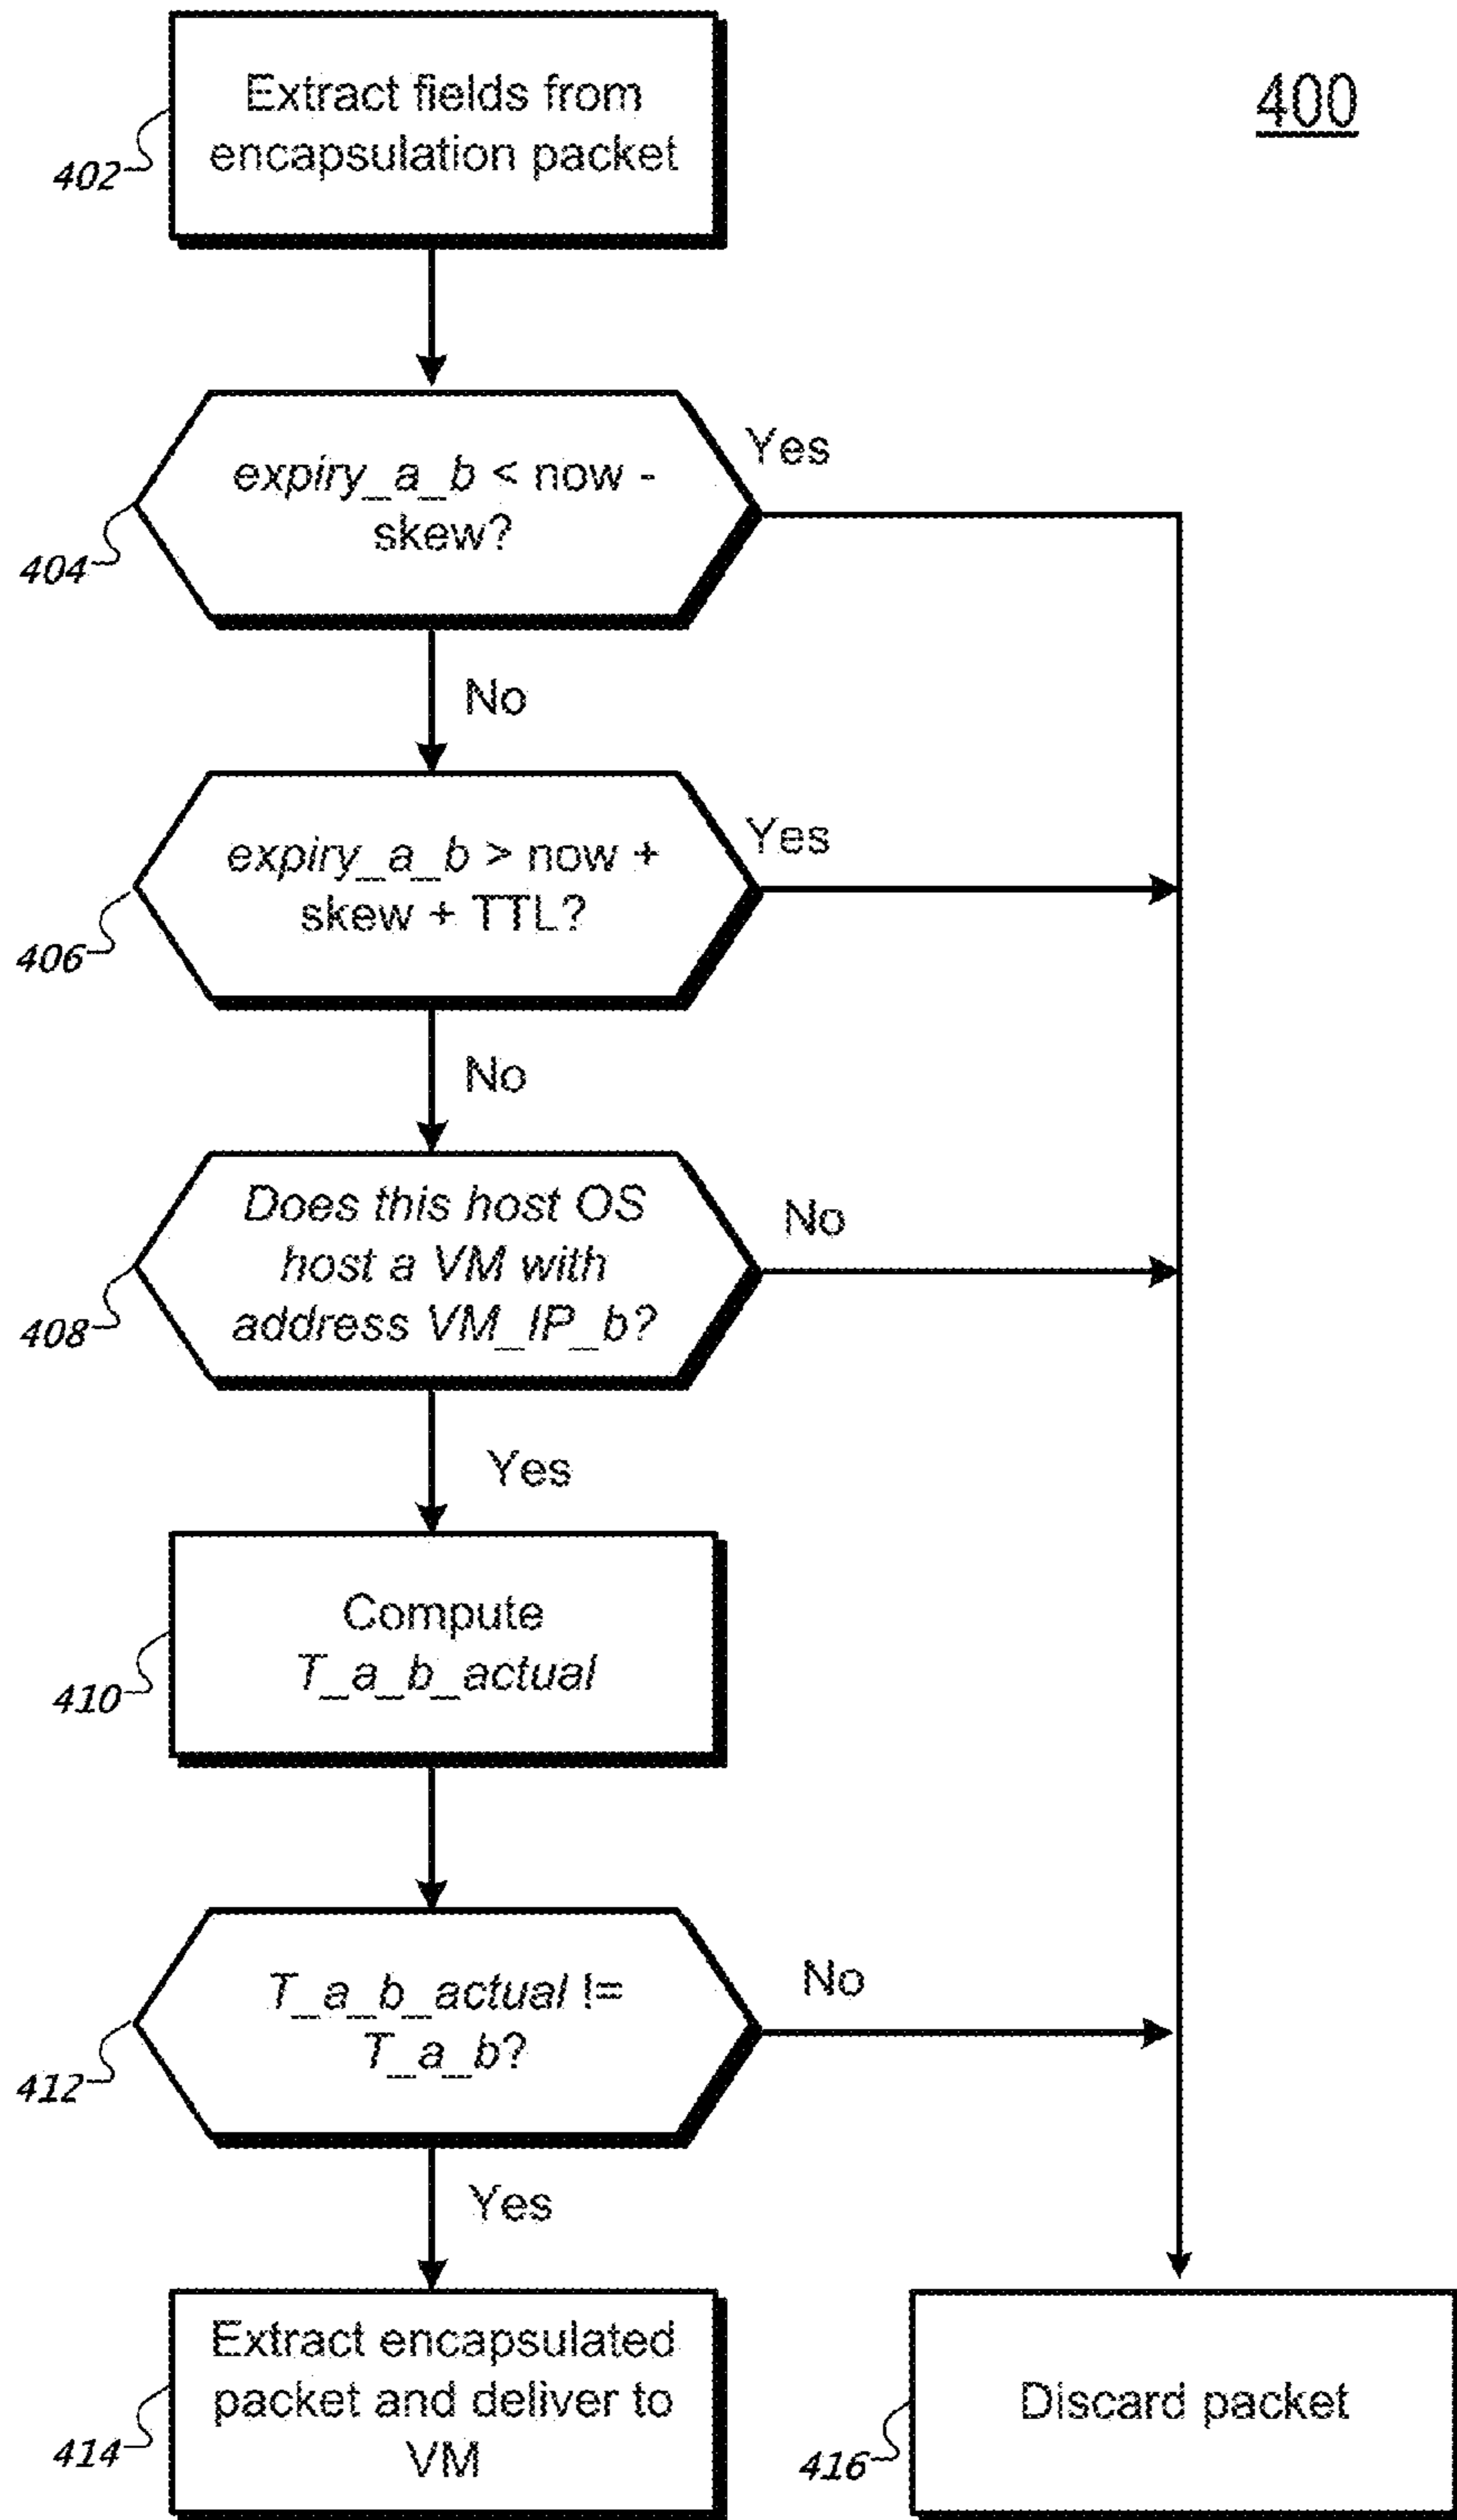 400
Extract fields from
encapsulation packet
402
expiry_a_b < now -
skew?
Yes
404
No
expiry_a_b > now +
skew + TTL?
Yes
406
No
Does this host OS
host a VM with
address VM_IP_b?
No
408
Yes
Compute
T_a_b_actual
410
T_a_b_actual !=
T_a_b?
No
412
Yes
Extract encapsulated
packet and deliver to
VM
414
Discard packet
416